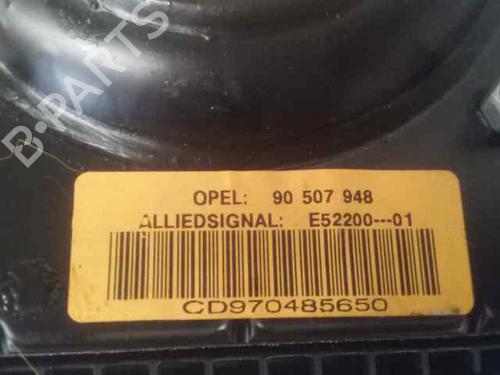 B-PARTS
OPEL: 90 507 948
ALLIEDSIGNAL: E52200---01
CD970485650